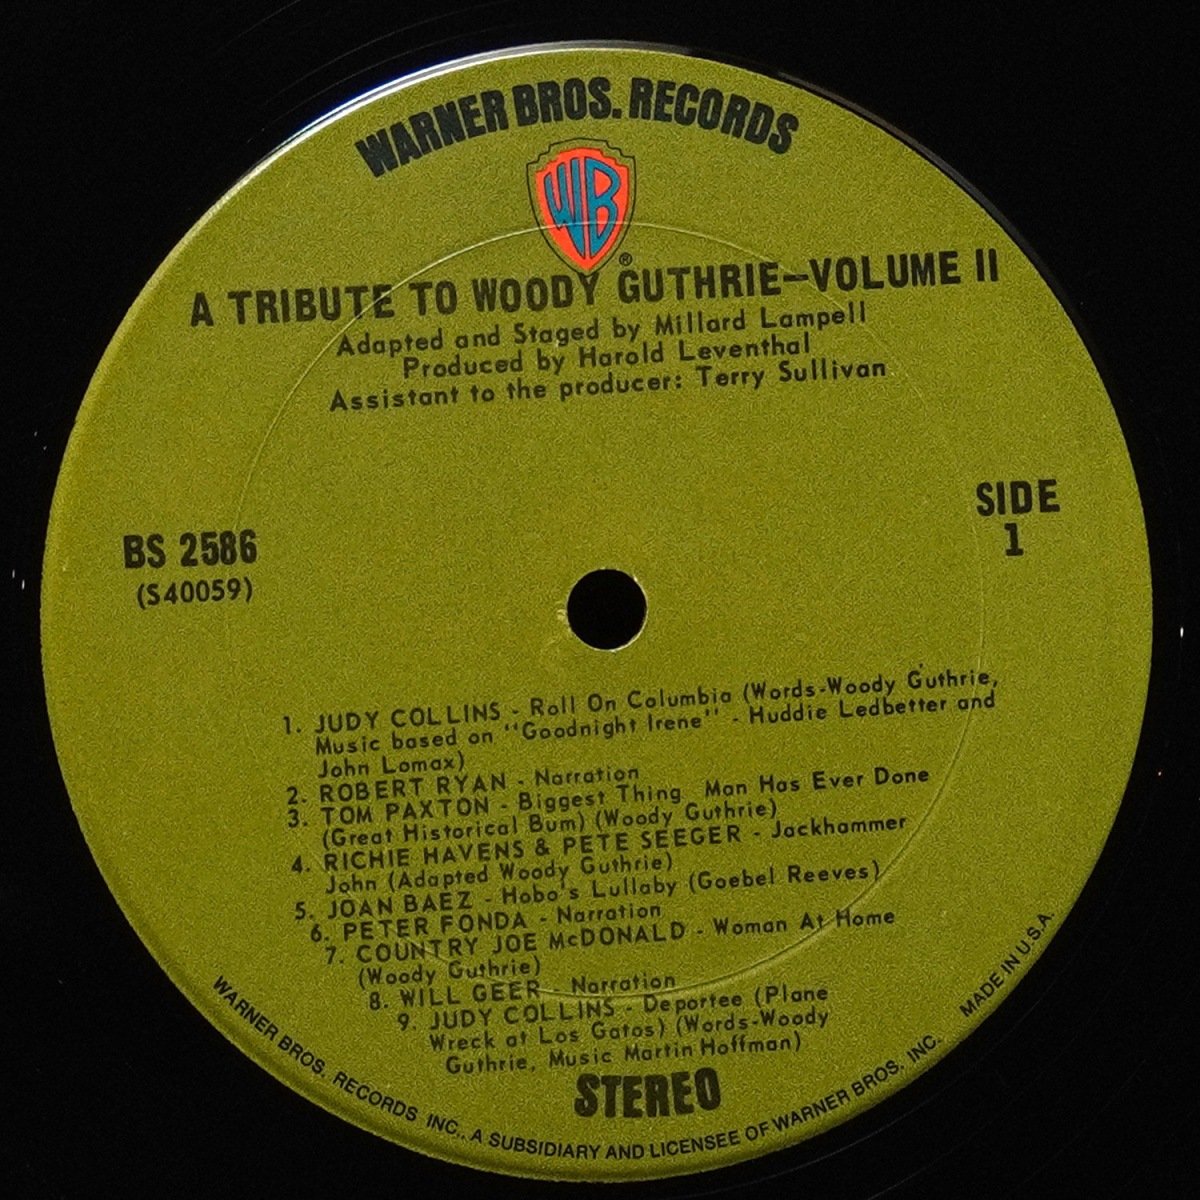 WARNER BROS. RECORDS
WB
®
A TRIBUTE TO WOODY GUTHRIE—VOLUME II
Adapted and Staged by Millard Lampell
Produced by Harold Leventhal
Assistant to the producer: Terry Sullivan
SIDE
1
BS 2586
(S40059)
1. JUDY COLLINS - Roll On Columbia (Words-Woody Guthrie,
Music based on "Goodnight Irene" - Huddie Ledbetter and
John Lomax)
2. ROBERT RYAN - Narration
3. TOM PAXTON - Biggest Thing Man Has Ever Done
(Great Historical Bum) (Woody Guthrie)
4. RICHIE HAVENS & PETE SEEGER - Jackhammer
John (Adapted Woody Guthrie)
5. JOAN BAEZ - Hobo's Lullaby (Goebel Reeves)
6. PETER FONDA - Narration
7. COUNTRY JOE McDONALD - Woman At Home
(Woody Guthrie)
8. WILL GEER - Narration
9. JUDY COLLINS - Deportee (Plane
Wreck at Los Gatos) (Words-Woody
Guthrie, Music Martin Hoffman)
STEREO
WARNER BROS. RECORDS INC., A SUBSIDIARY AND LICENSEE OF WARNER BROS. INC. MADE IN U.S.A.